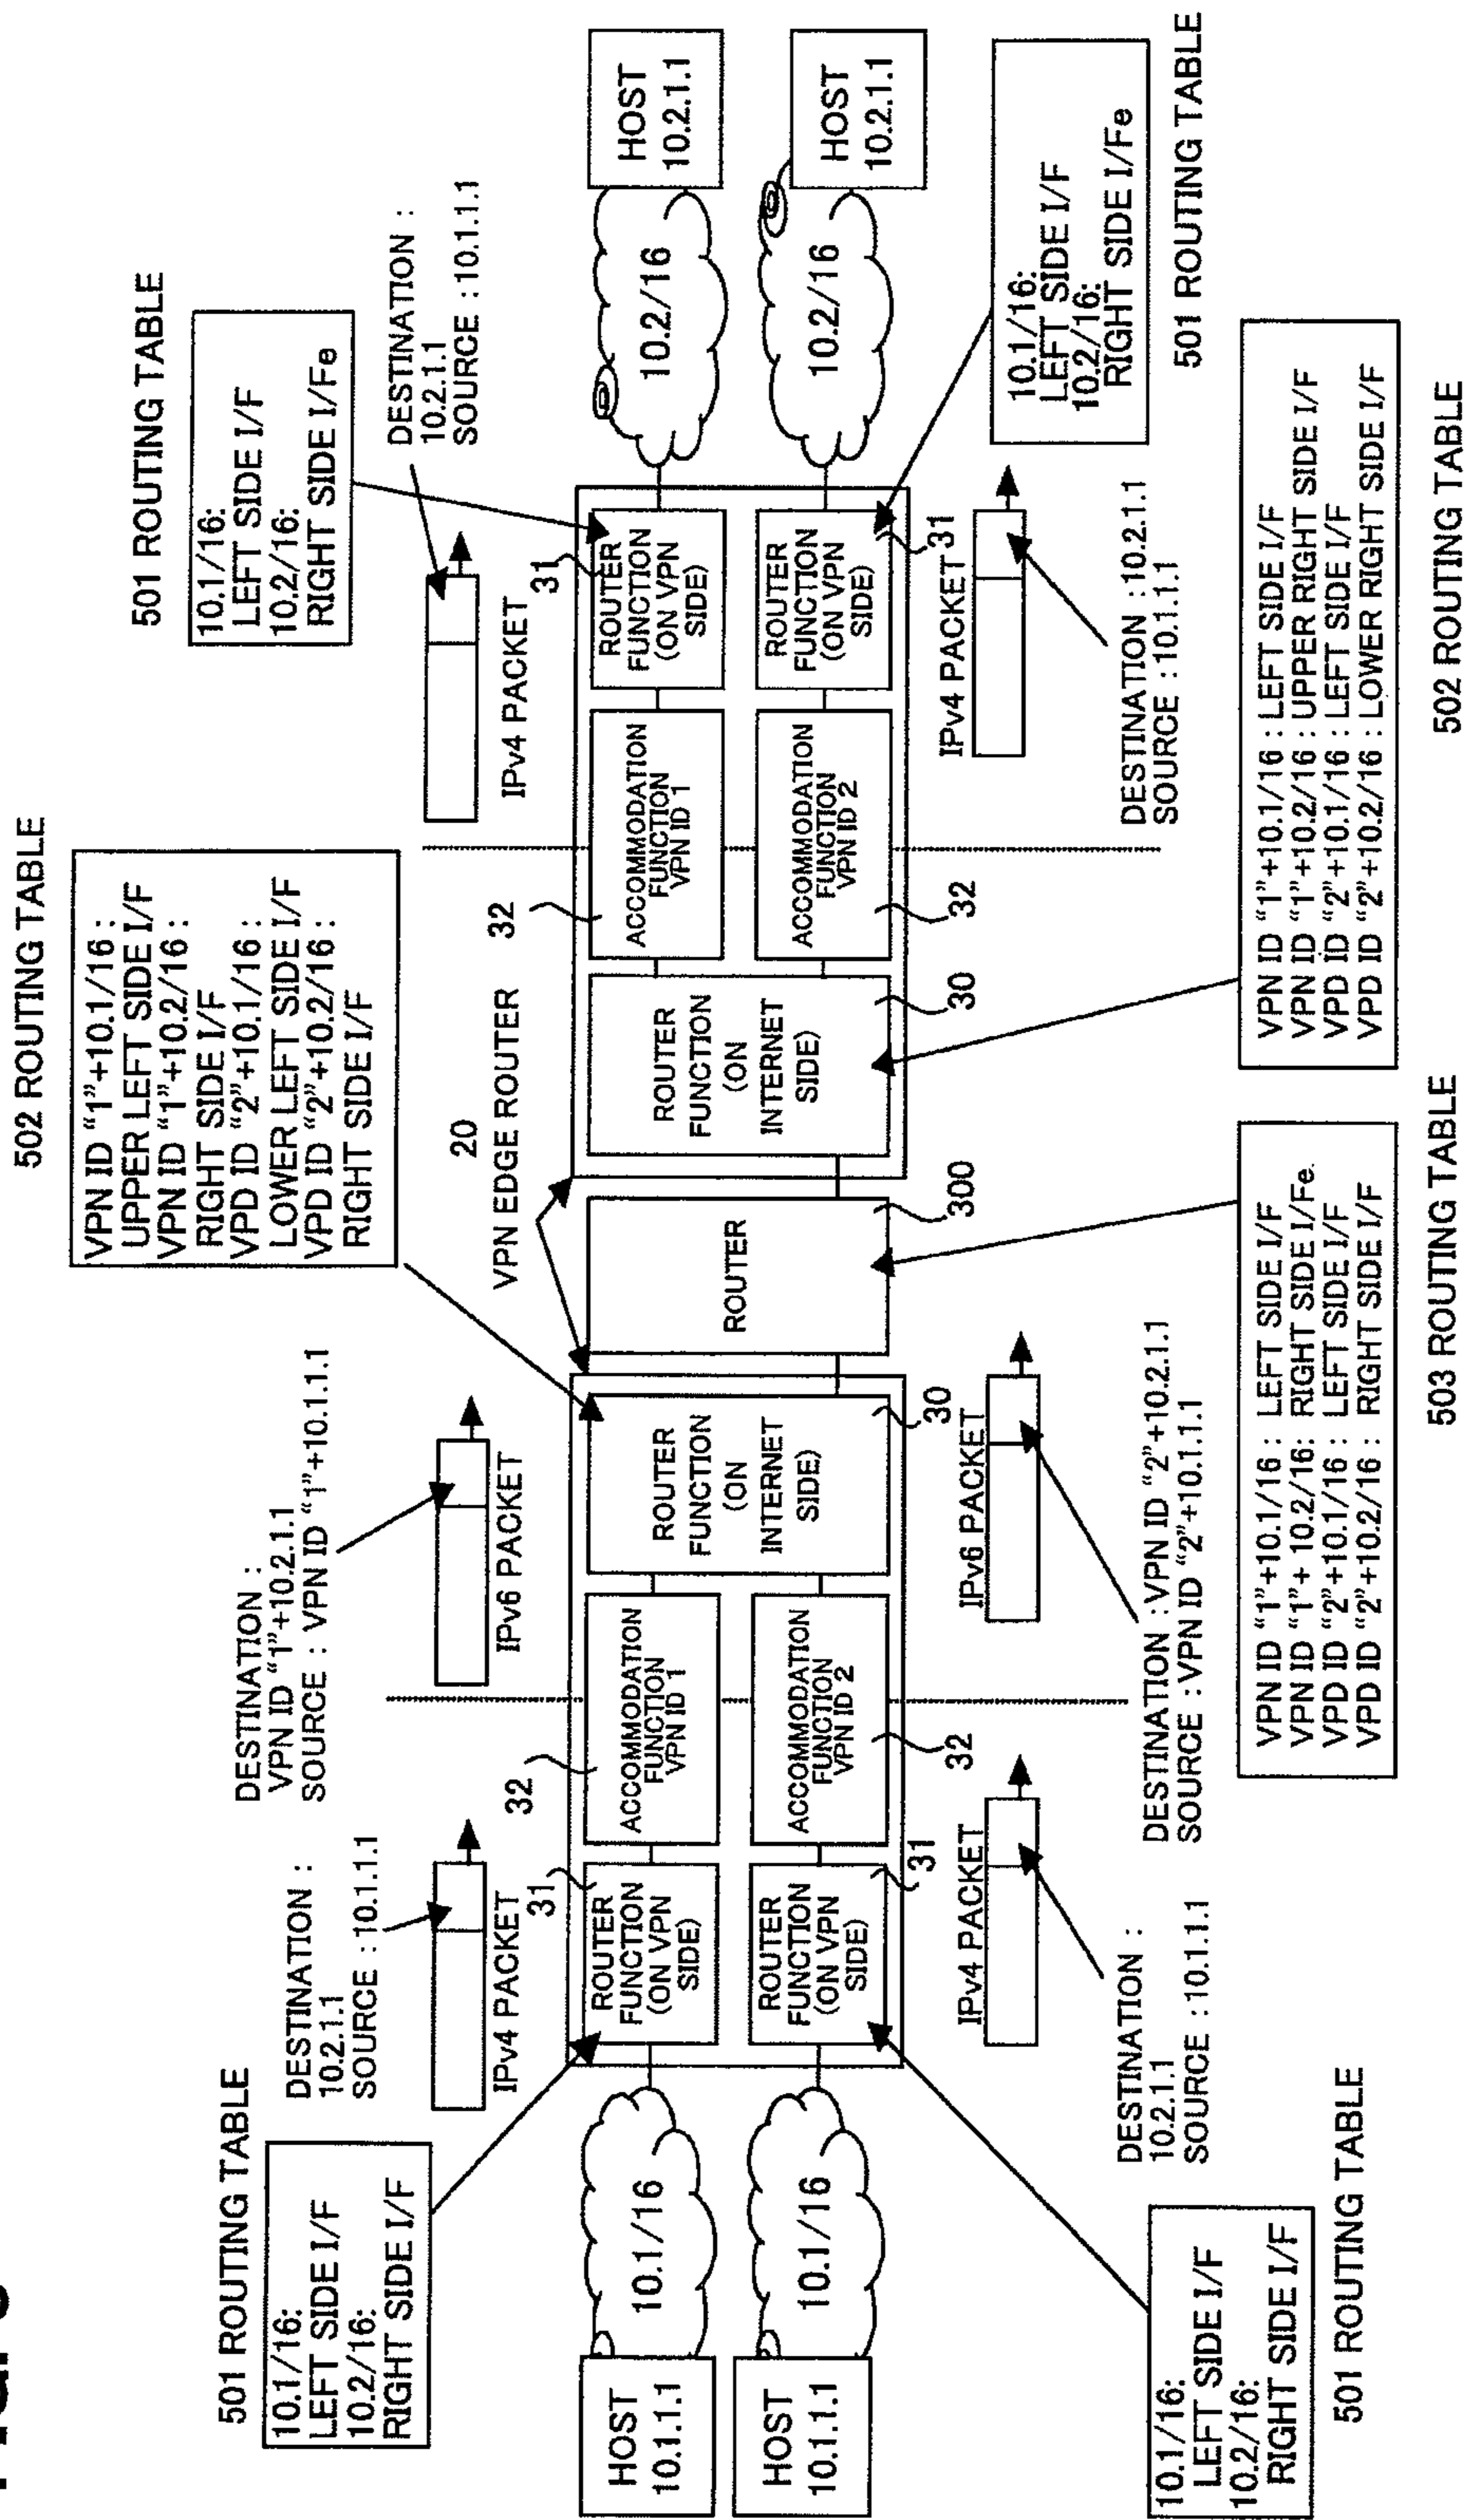 502 ROUTING TABLE
VPN ID "1"+10.1/16 :
UPPER LEFT SIDE I/F
VPN ID "1"+10.2/16 :
RIGHT SIDE I/F
VPD ID "2"+10.1/16 :
LOWER LEFT SIDE I/F
VPD ID "2"+10.2/16 :
RIGHT SIDE I/F
501 ROUTING TABLE
10.1/16:
LEFT SIDE I/F
10.2/16:
RIGHT SIDE I/F
DESTINATION :
10.2.1.1
SOURCE : 10.1.1.1
IPv4 PACKET
DESTINATION :
VPN ID "1"+10.2.1.1
SOURCE : VPN ID "1"+10.1.1.1
IPv6 PACKET
20
VPN EDGE ROUTER
501 ROUTING TABLE
10.1/16:
LEFT SIDE I/F
10.2/16:
RIGHT SIDE I/Fe
DESTINATION :
10.2.1.1
SOURCE : 10.1.1.1
IPv4 PACKET
HOST
10.1.1.1
10.1/16
31
ROUTER
FUNCTION
(ON VPN
SIDE)
32
ACCOMMODATION
FUNCTION
VPN ID 1
ROUTER
FUNCTION
(ON
INTERNET
SIDE)
30
ROUTER
300
ROUTER
FUNCTION
(ON
INTERNET
SIDE)
30
32
ACCOMMODATION
FUNCTION
VPN ID 1
31
ROUTER
FUNCTION
(ON VPN
SIDE)
10.2/16
HOST
10.2.1.1
HOST
10.1.1.1
10.1/16
ROUTER
FUNCTION
(ON VPN
SIDE)
31
ACCOMMODATION
FUNCTION
VPN ID 2
32
ACCOMMODATION
FUNCTION
VPN ID 2
32
ROUTER
FUNCTION
(ON VPN
SIDE)
31
10.2/16
HOST
10.2.1.1
IPv4 PACKET
DESTINATION :
10.2.1.1
SOURCE : 10.1.1.1
IPv6 PACKET
DESTINATION : VPN ID "2"+10.2.1.1
SOURCE : VPN ID "2"+10.1.1.1
IPv4 PACKET
DESTINATION : 10.2.1.1
SOURCE : 10.1.1.1
10.1/16:
LEFT SIDE I/F
10.2/16:
RIGHT SIDE I/Fe
501 ROUTING TABLE
10.1/16:
LEFT SIDE I/F
10.2/16:
RIGHT SIDE I/F
501 ROUTING TABLE
VPN ID "1"+10.1/16 : LEFT SIDE I/F
VPN ID "1"+ 10.2/16: RIGHT SIDE I/Fe.
VPD ID "2"+10.1/16 : LEFT SIDE I/F
VPD ID "2"+10.2/16 : RIGHT SIDE I/F
503 ROUTING TABLE
VPN ID "1"+10.1/16 : LEFT SIDE I/F
VPN ID "1"+10.2/16 : UPPER RIGHT SIDE I/F
VPD ID "2"+10.1/16 : LEFT SIDE I/F
VPD ID "2"+10.2/16 : LOWER RIGHT SIDE I/F
502 ROUTING TABLE